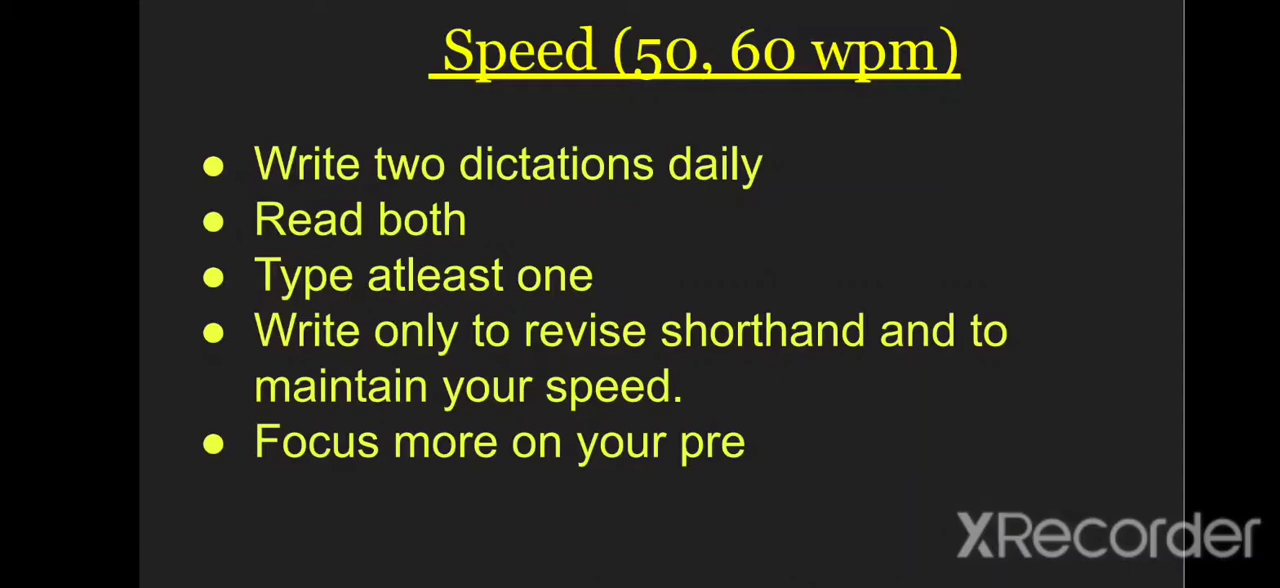 Speed (50, 60 wpm)
● Write two dictations daily
● Read both
● Type atleast one
● Write only to revise shorthand and to
maintain your speed.
● Focus more on your pre
XRecorder